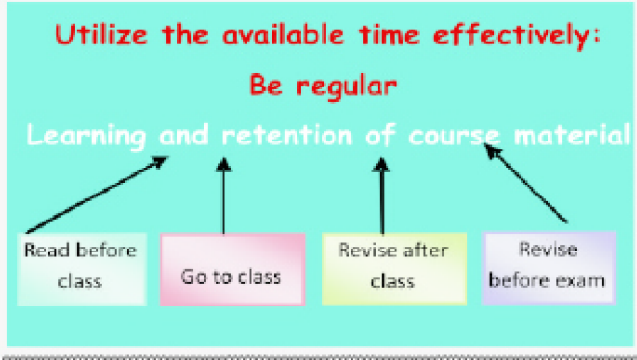 Utilize the available time effectively:
Be regular
Learning and retention of course material
Read before
class
Go to class
Revise after
class
Revise
before exam